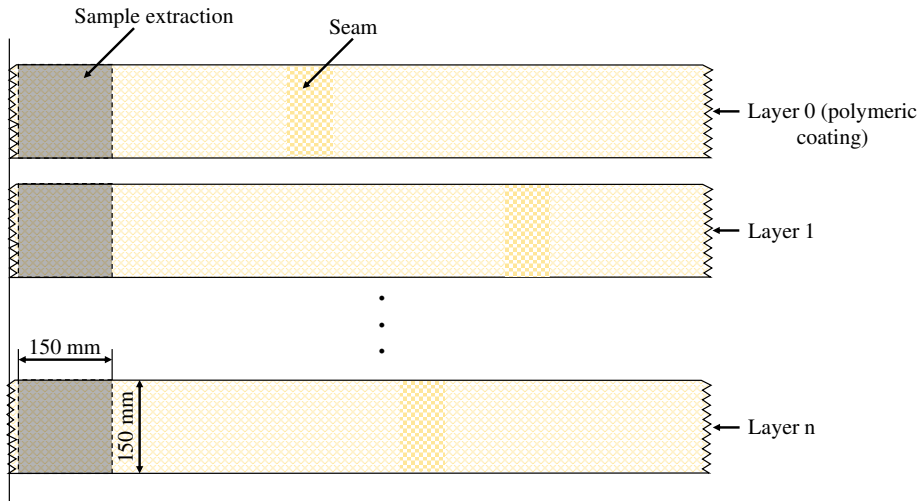 Sample extraction
Seam
Layer 0 (polymeric
coating)
Layer 1
150 mm
150 mm
Layer n